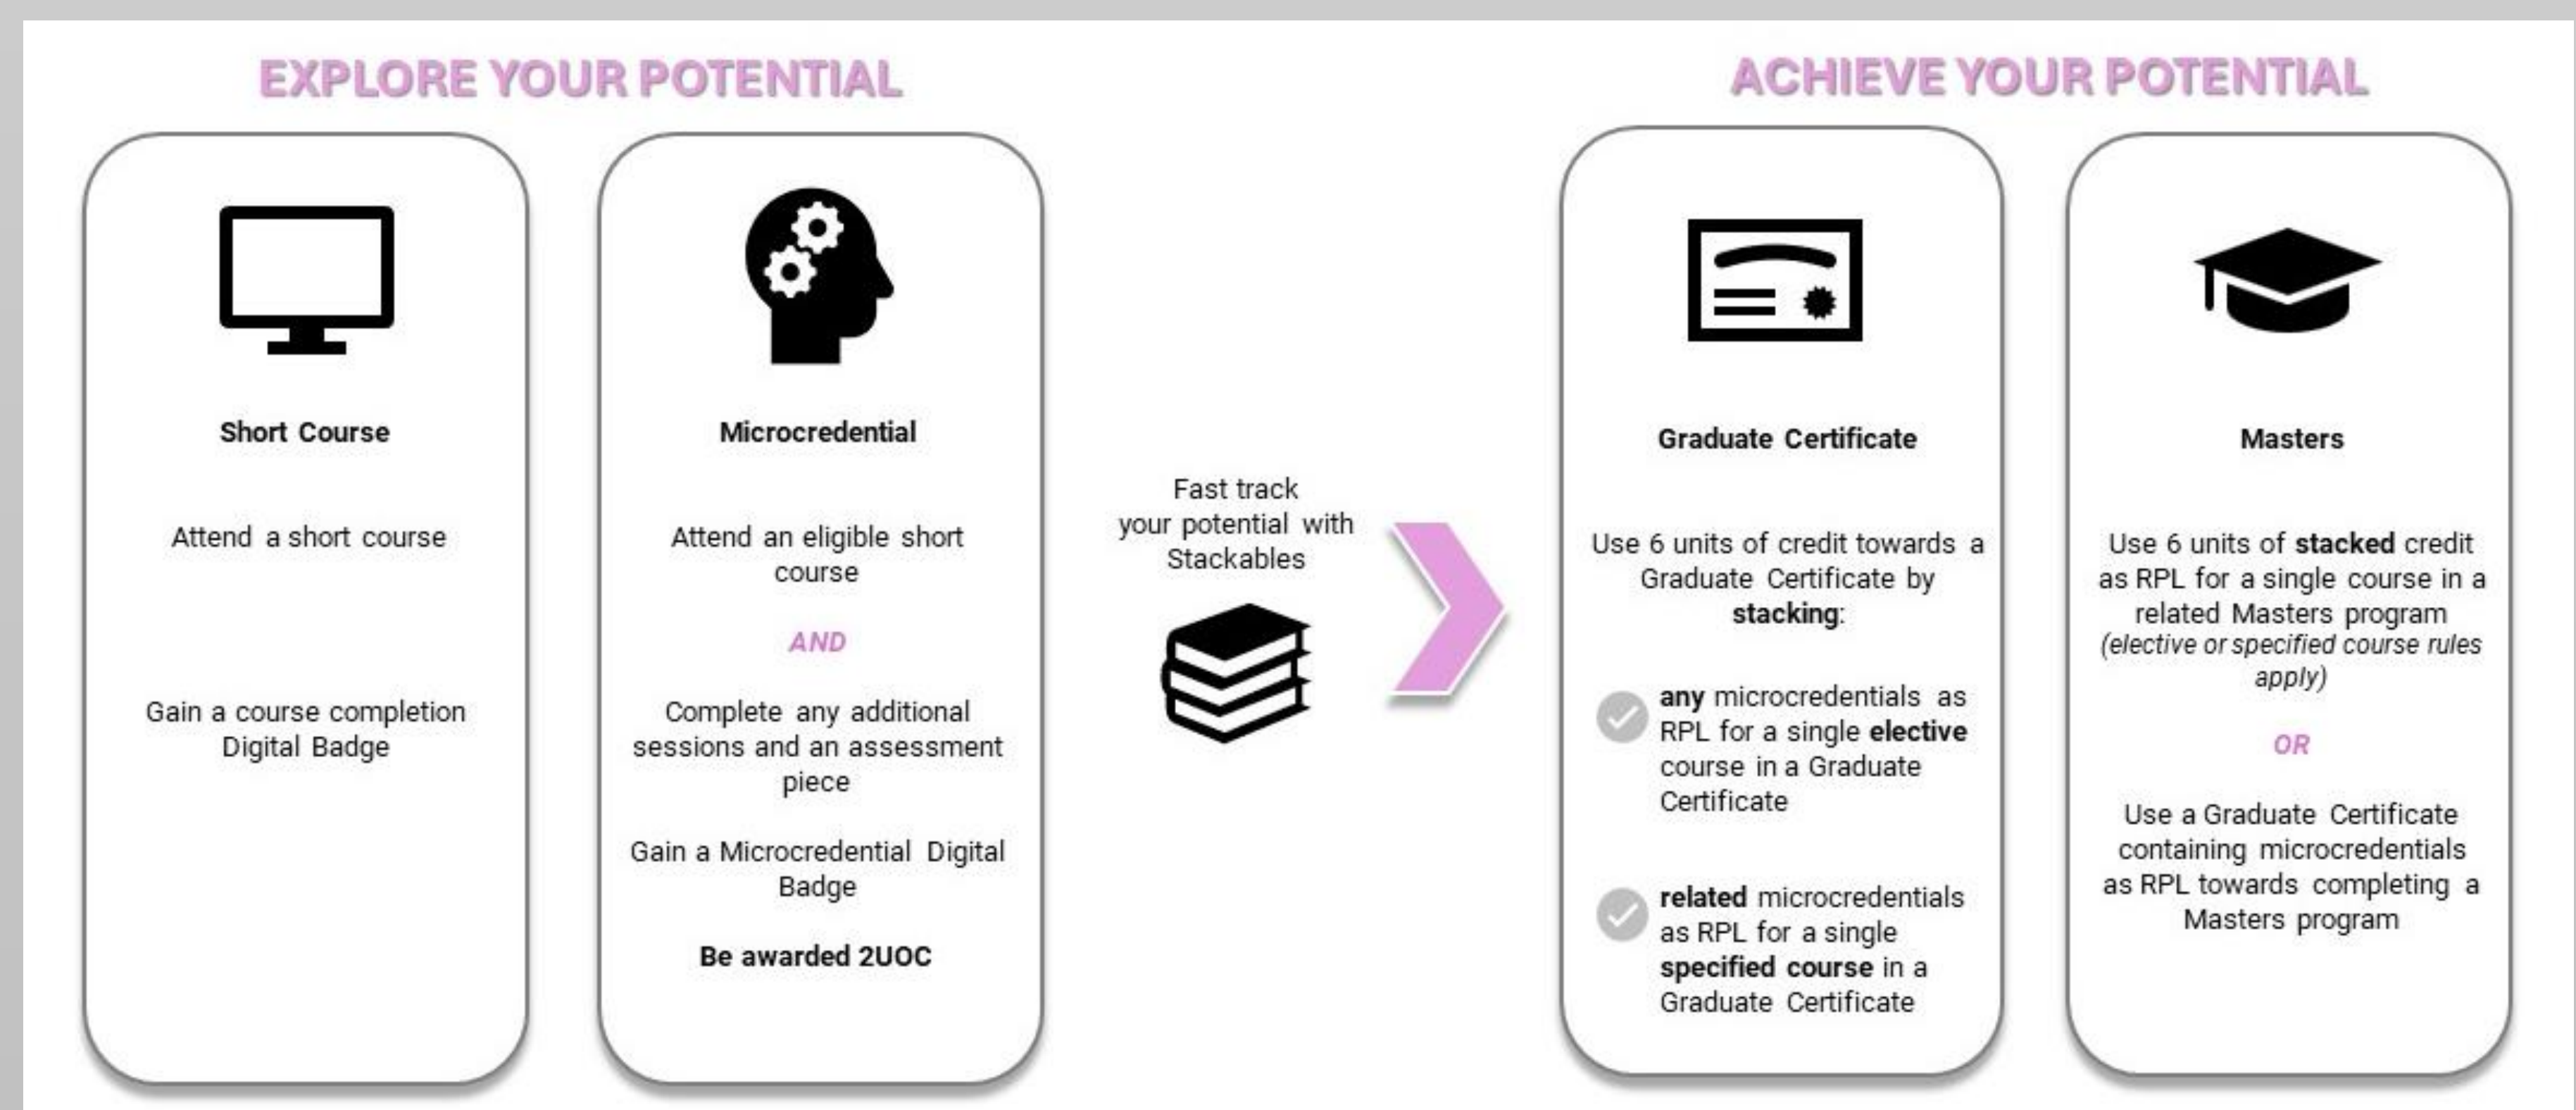 EXPLORE YOUR POTENTIAL
Short Course
Attend a short course
Gain a course completion
Digital Badge
Microcredential
Attend an eligible short
course
AND
Complete any additional
sessions and an assessment
piece
Gain a Microcredential Digital
Badge
Be awarded 2UOC
Fast track
your potential with
Stackables
ACHIEVE YOUR POTENTIAL
Graduate Certificate
Use 6 units of credit towards a
Graduate Certificate by
stacking:
any microcredentials as
RPL for a single elective
course in a Graduate
Certificate
related microcredentials
as RPL for a single
specified course in a
Graduate Certificate
Masters
Use 6 units of stacked credit
as RPL for a single course in a
related Masters program
(elective or specified course rules
apply)
OR
Use a Graduate Certificate
containing microcredentials
as RPL towards completing a
Masters program